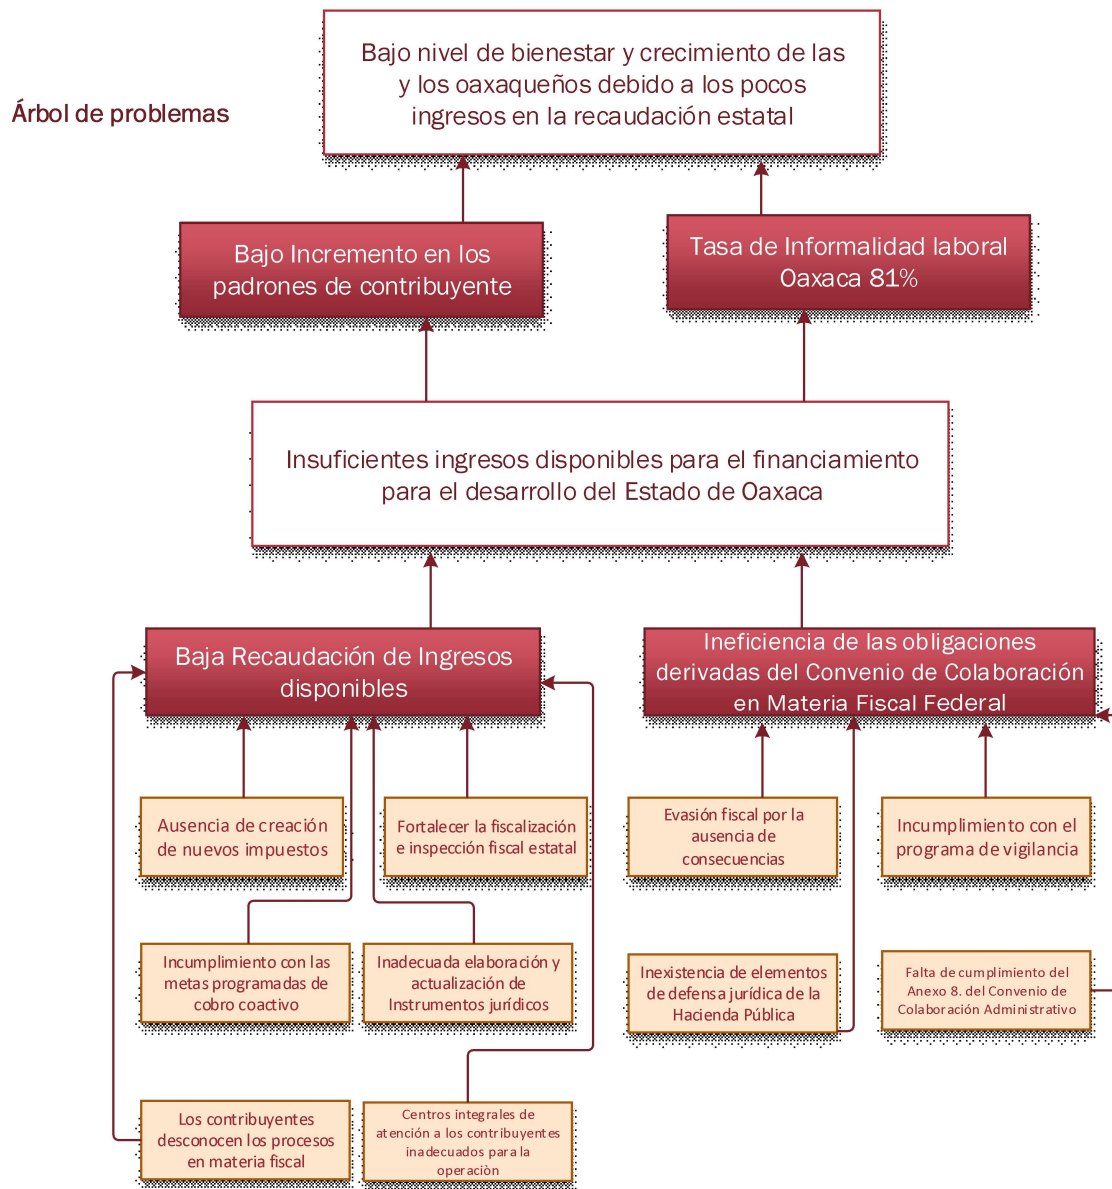 Bajo nivel de bienestar y crecimiento de las
y los oaxaqueños debido a los pocos
ingresos en la recaudación estatal
Árbol de problemas
Bajo Incremento en los
padrones de contribuyente
Tasa de Informalidad laboral
Oaxaca 81%
Insuficientes ingresos disponibles para el financiamiento
para el desarrollo del Estado de Oaxaca
Baja Recaudación de Ingresos
disponibles
Ineficiencia de las obligaciones
derivadas del Convenio de Colaboración
en Materia Fiscal Federal
Ausencia de creación
de nuevos impuestos
Fortalecer la fiscalización
e inspección fiscal estatal
Evasión fiscal por la
ausencia de
consecuencias
Incumplimiento con el
programa de vigilancia
Incumplimiento con las
metas programadas de
cobro coactivo
Inadecuada elaboración y
actualización de
Instrumentos jurídicos
Inexistencia de elementos
de defensa jurídica de la
Hacienda Pública
Falta de cumplimiento del
Anexo 8. del Convenio de
Colaboración Administrativo
Los contribuyentes
desconocen los procesos
en materia fiscal
Centros integrales de
atención a los contribuyentes
inadecuados para la
operaciòn